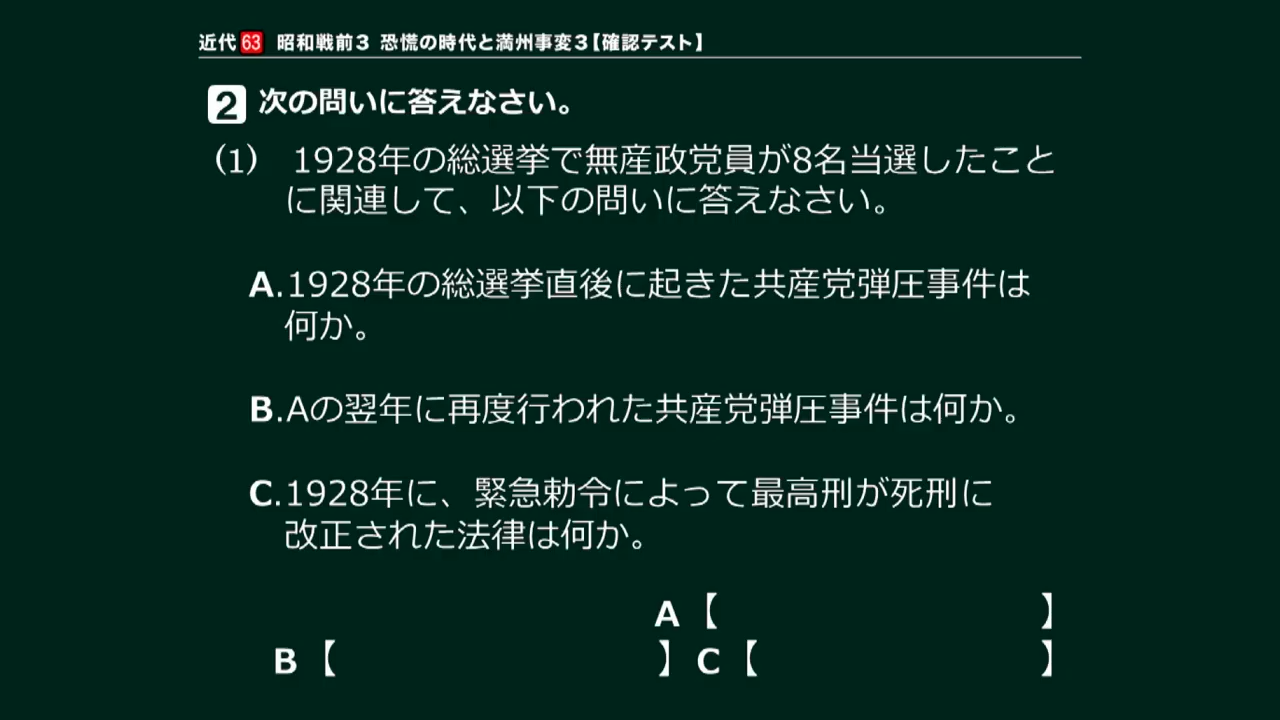 近代63 昭和戦前３ 恐慌の時代と満州事変３【確認テスト】
2 次の問いに答えなさい。
（1） 1928年の総選挙で無産政党員が8名当選したこと
に関連して、以下の問いに答えなさい。
A.1928年の総選挙直後に起きた共産党弾圧事件は
何か。
B.Aの翌年に再度行われた共産党弾圧事件は何か。
C.1928年に、緊急勅令によって最高刑が死刑に
改正された法律は何か。
A【 】
B【 】C【 】